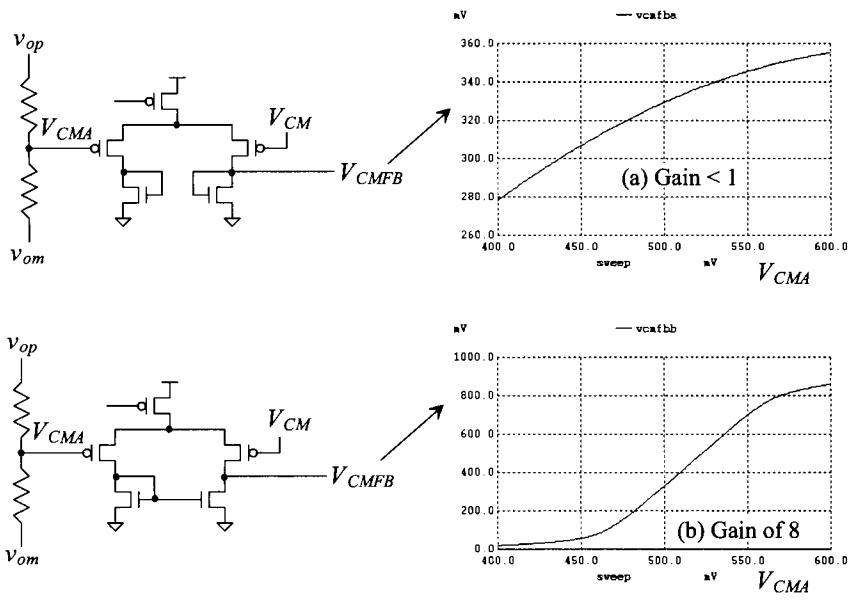 v_op
V_CMA
V_CM
V_CMFB
v_om
mV
— vcmfba
360.0
340.0
320.0
300.0
280.0
260.0
400.0 450.0 500.0 550.0 600.0
sweep mV V_CMA
(a) Gain < 1
v_op
V_CMA
V_CM
V_CMFB
v_om
mV
— vcmfbb
1000.0
800.0
600.0
400.0
200.0
0.0
400.0 450.0 500.0 550.0 600.0
sweep mV V_CMA
(b) Gain of 8